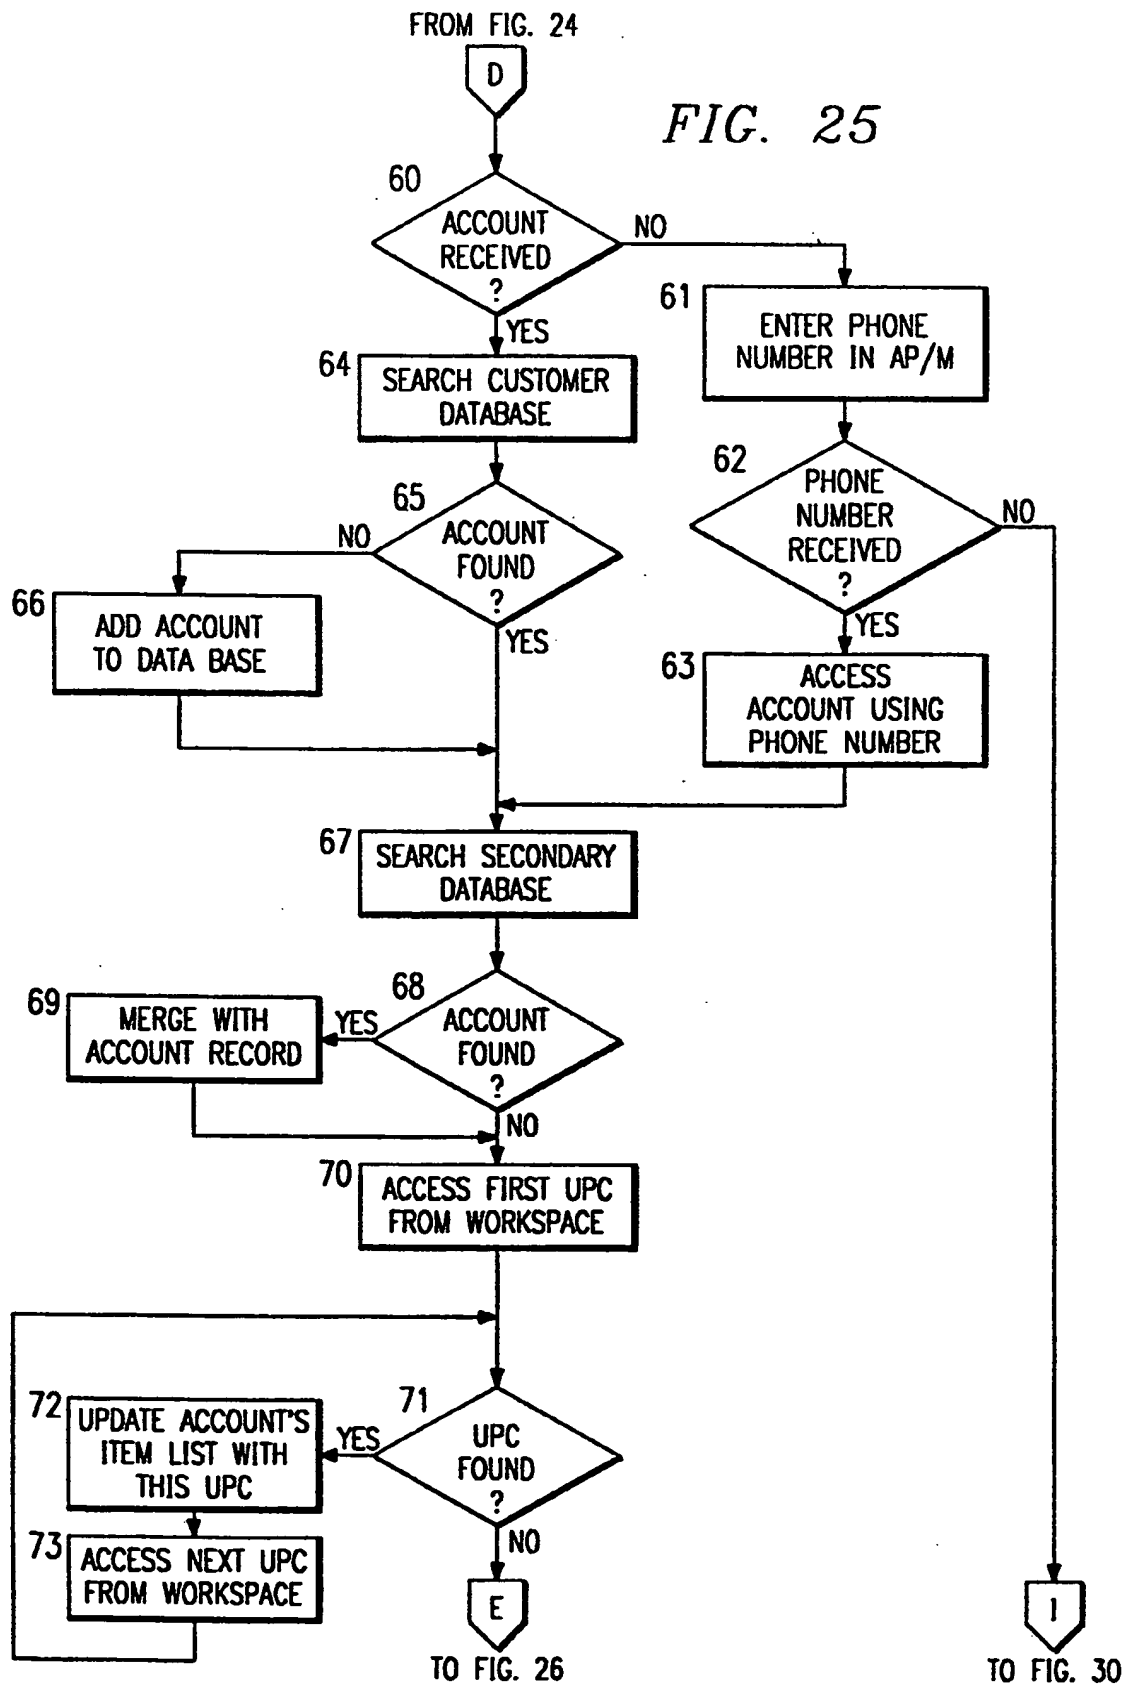 FROM FIG. 24
D
FIG. 25
60
ACCOUNT
RECEIVED
?
NO
YES
61
ENTER PHONE
NUMBER IN AP/M
64
SEARCH CUSTOMER
DATABASE
62
PHONE
NUMBER
RECEIVED
?
NO
YES
65
ACCOUNT
FOUND
?
NO
YES
66
ADD ACCOUNT
TO DATA BASE
63
ACCESS
ACCOUNT USING
PHONE NUMBER
67
SEARCH SECONDARY
DATABASE
68
ACCOUNT
FOUND
?
YES
NO
69
MERGE WITH
ACCOUNT RECORD
70
ACCESS FIRST UPC
FROM WORKSPACE
71
UPC
FOUND
?
YES
NO
72
UPDATE ACCOUNT'S
ITEM LIST WITH
THIS UPC
73
ACCESS NEXT UPC
FROM WORKSPACE
E
TO FIG. 26
I
TO FIG. 30